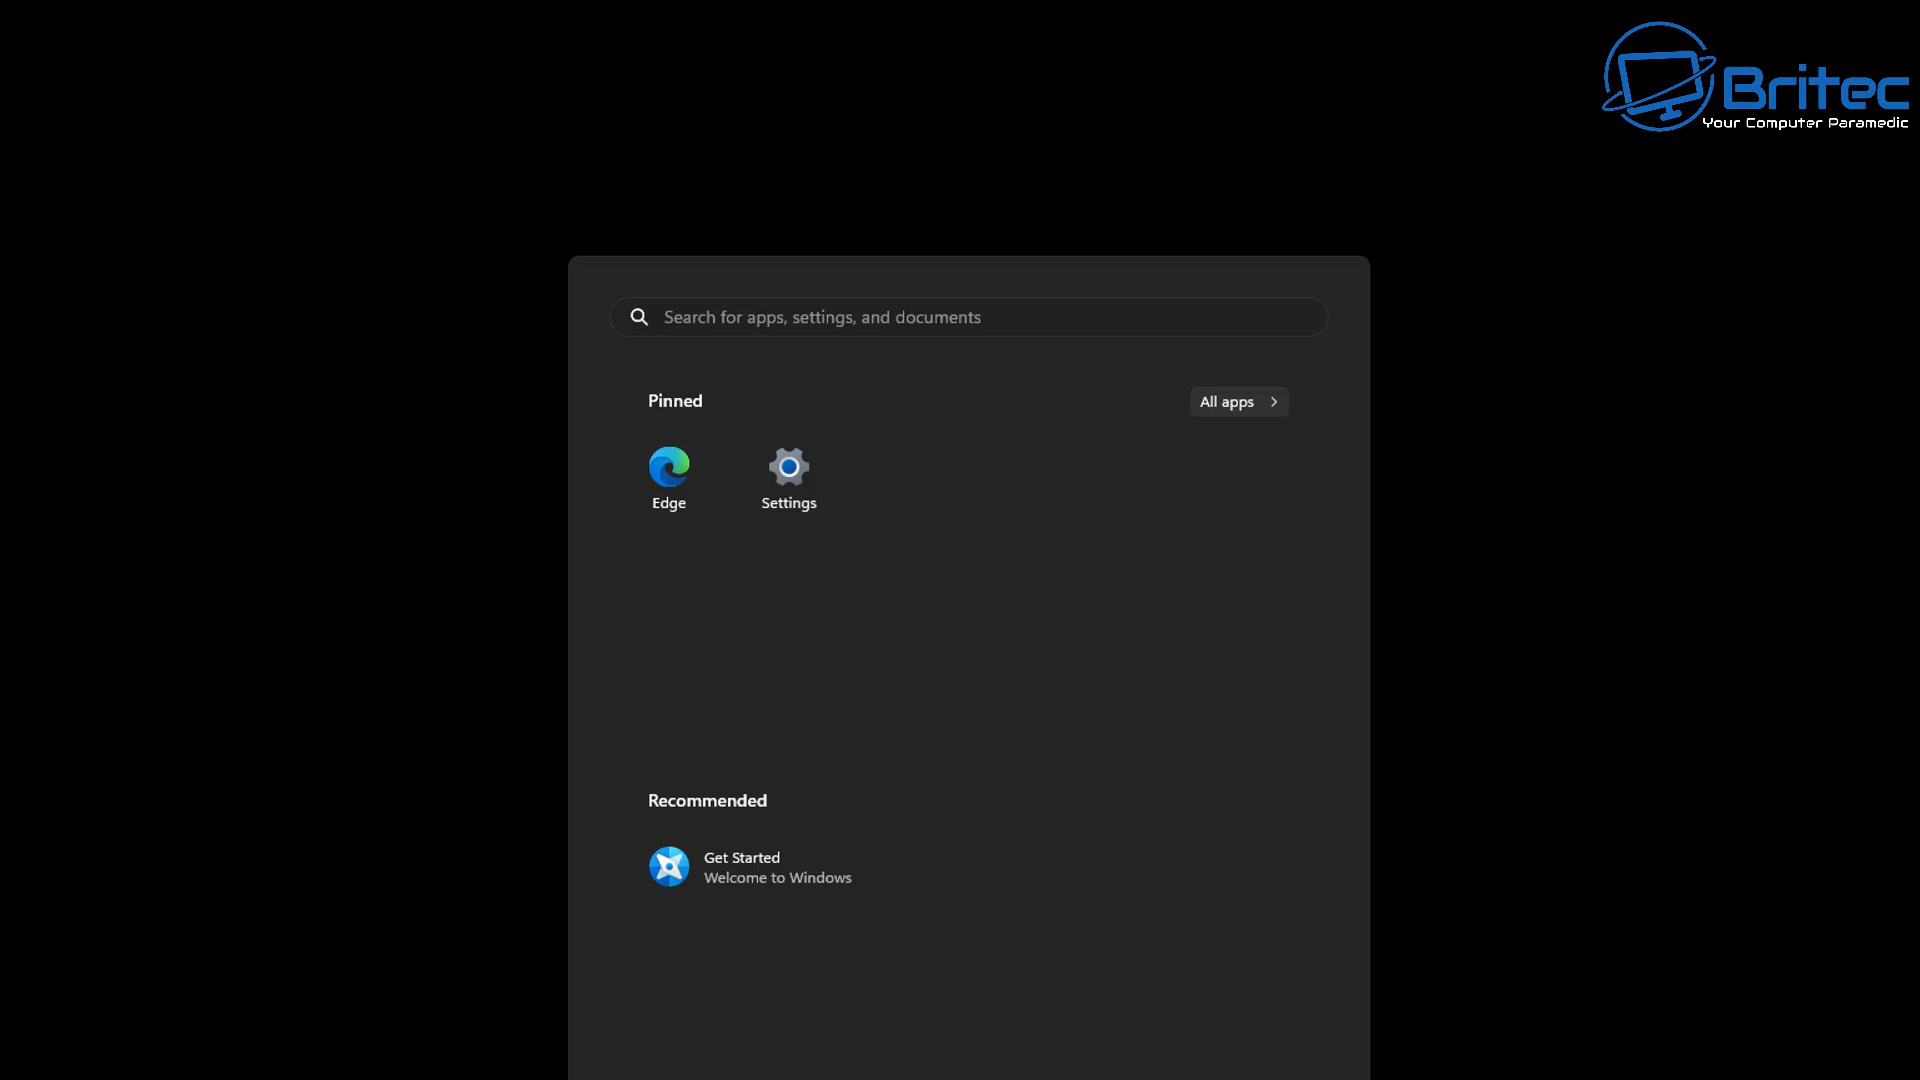 Britec
Your Computer Paramedic
Search for apps, settings, and documents
Pinned
All apps
Edge
Settings
Recommended
Get Started
Welcome to Windows